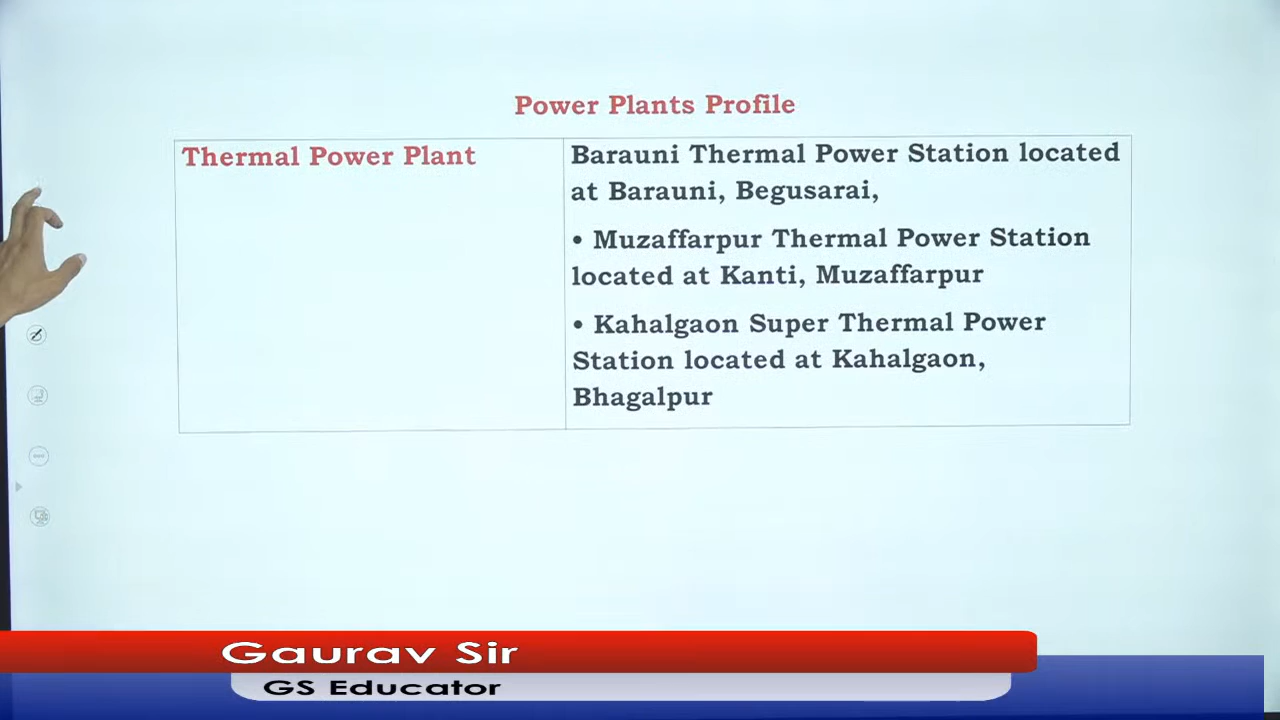 Power Plants Profile
Thermal Power Plant
Barauni Thermal Power Station located
at Barauni, Begusarai,
• Muzaffarpur Thermal Power Station
located at Kanti, Muzaffarpur
• Kahalgaon Super Thermal Power
Station located at Kahalgaon,
Bhagalpur
Gaurav Sir
GS Educator